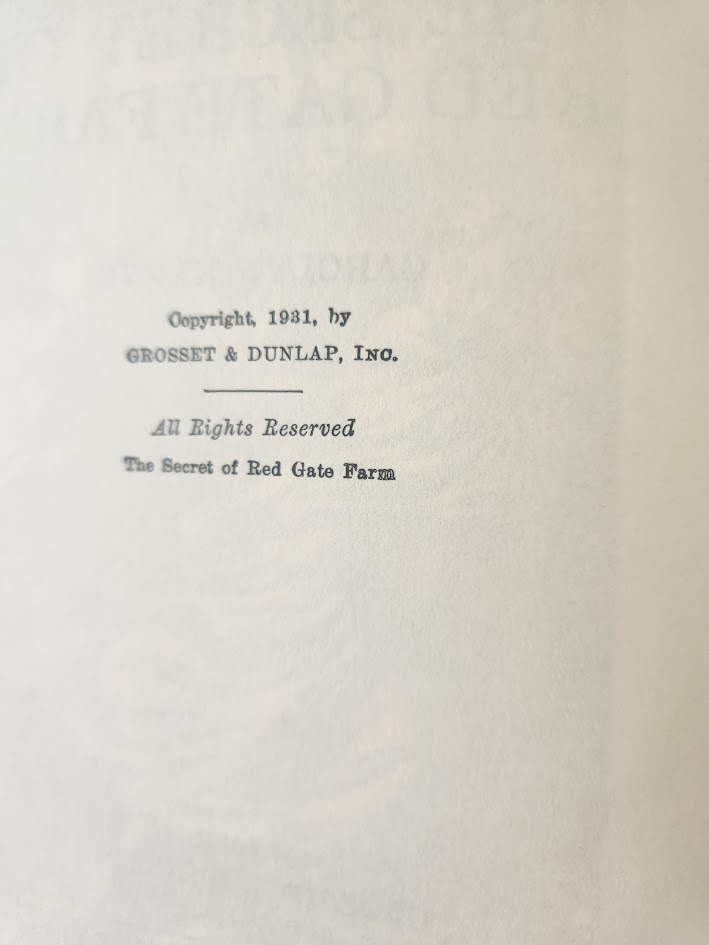 Copyright, 1931, by
GROSSET & DUNLAP, INC.
All Rights Reserved
The Secret of Red Gate Farm